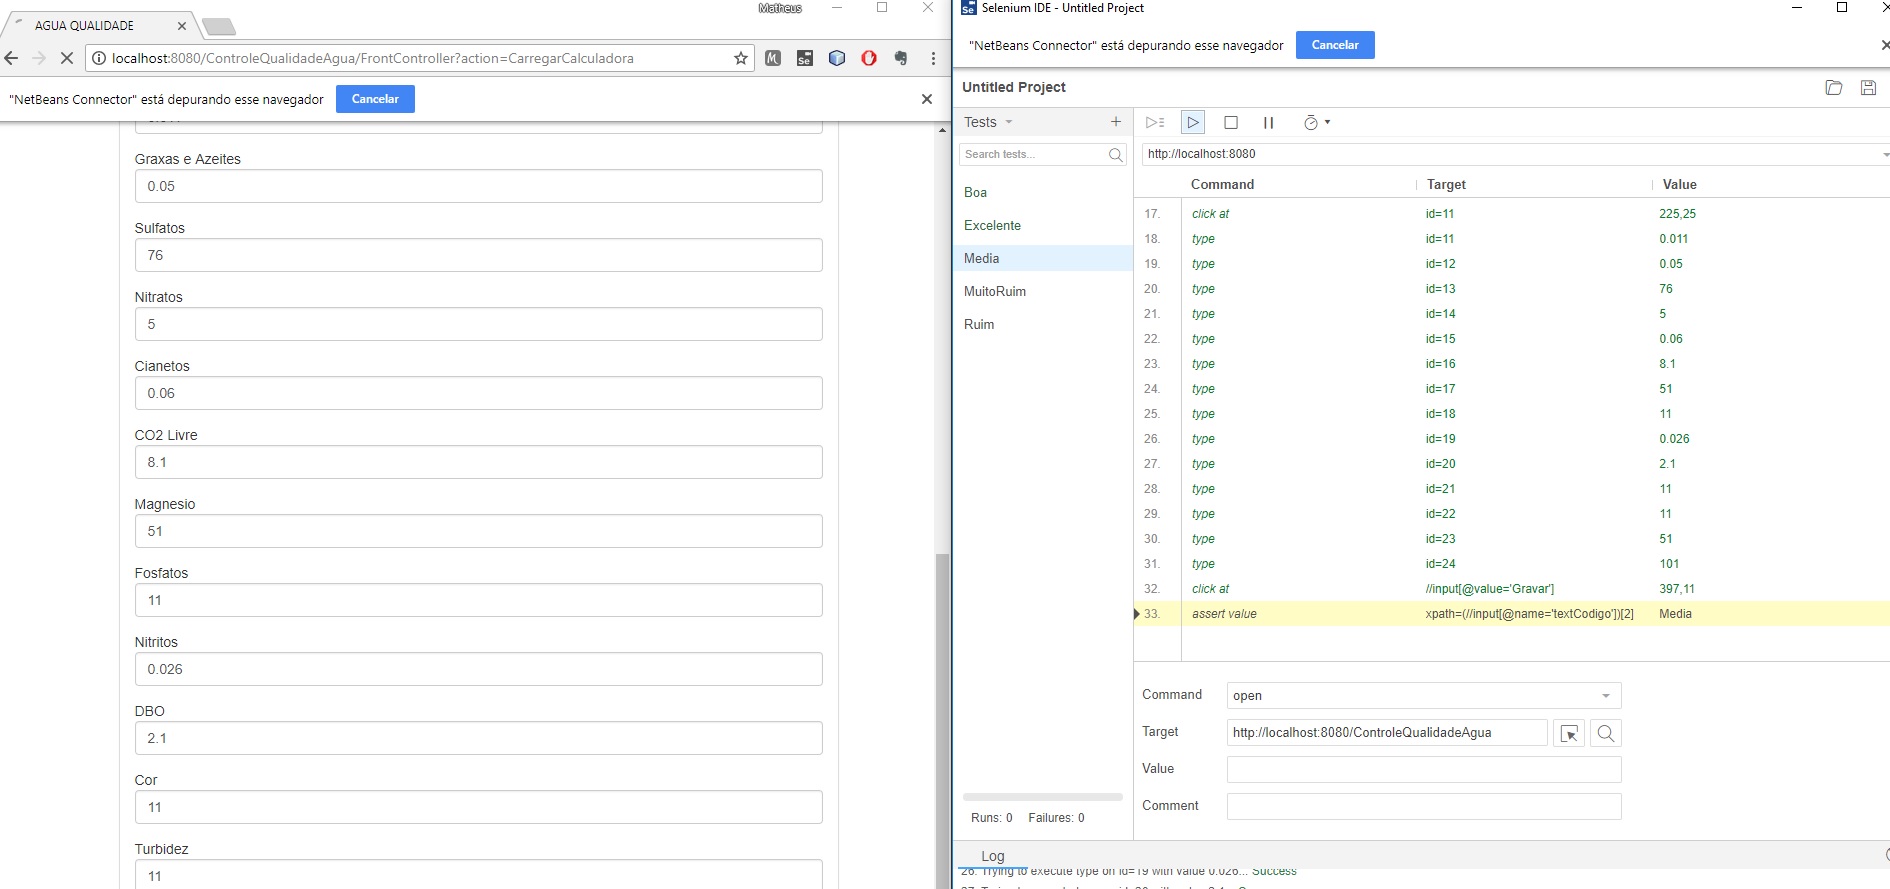 Matheus
AGUA QUALIDADE
localhost:8080/ControleQualidadeAgua/FrontController?action=CarregarCalculadora
"NetBeans Connector" está depurando esse navegador
Cancelar
Graxas e Azeites
0.05
Sulfatos
76
Nitratos
5
Cianetos
0.06
CO2 Livre
8.1
Magnesio
51
Fosfatos
11
Nitritos
0.026
DBO
2.1
Cor
11
Turbidez
11
Se Selenium IDE - Untitled Project
"NetBeans Connector" está depurando esse navegador
Cancelar
Untitled Project
Tests
Search tests...
Boa
Excelente
Media
MuitoRuim
Ruim
Runs: 0 Failures: 0
http://localhost:8080
Command Target Value
17. click at id=11 225,25
18. type id=11 0.011
19. type id=12 0.05
20. type id=13 76
21. type id=14 5
22. type id=15 0.06
23. type id=16 8.1
24. type id=17 51
25. type id=18 11
26. type id=19 0.026
27. type id=20 2.1
28. type id=21 11
29. type id=22 11
30. type id=23 51
31. type id=24 101
32. click at //input[@value='Gravar'] 397,11
33. assert value xpath=(//input[@name='textCodigo'])[2] Media
Command open
Target http://localhost:8080/ControleQualidadeAgua
Value
Comment
Log
26. Trying to execute type on id=19 with value 0.026... Success